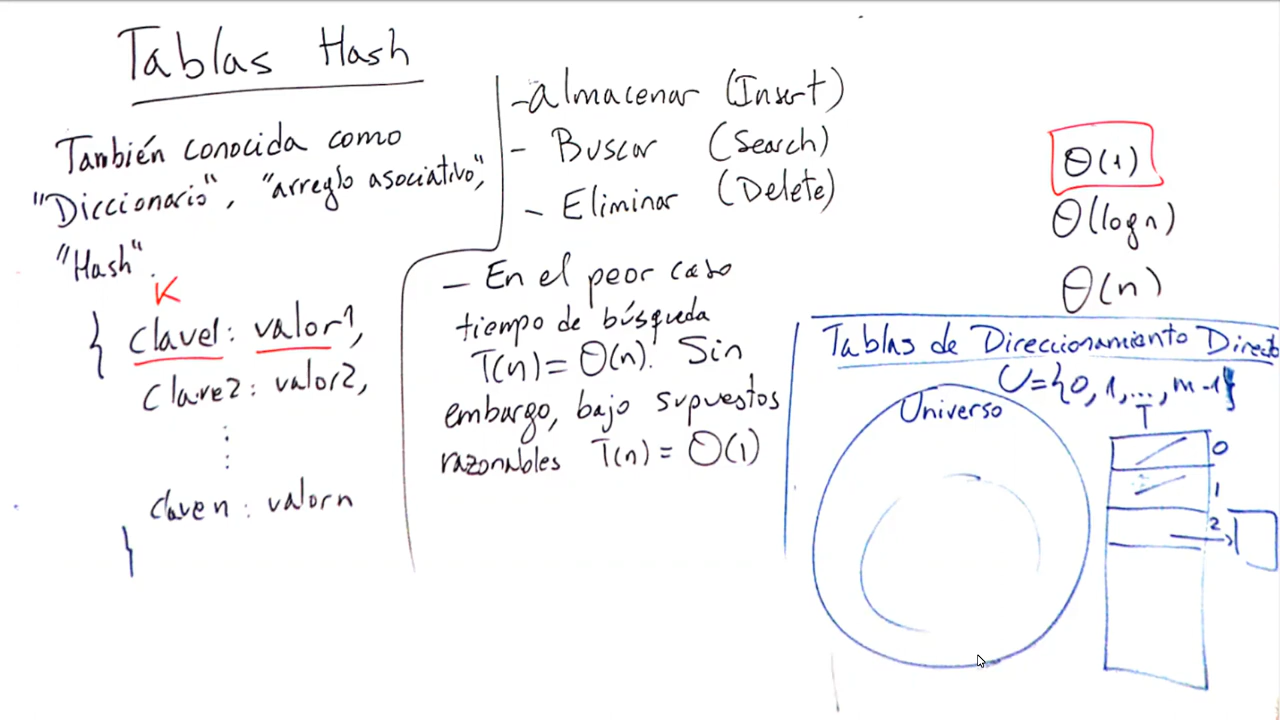 Tablas Hash
También conocida como
"Diccionario", "arreglo asociativo",
"Hash".
K
{ clave1: valor1,
clave2: valor2,
⋮
claven: valorn
}
-almacenar (Insert)
- Buscar (Search)
- Eliminar (Delete)
- En el peor caso
tiempo de búsqueda
T(n)=Θ(n). Sin
embargo, bajo supuestos
razonables T(n) = Θ(1)
Θ(1)
Θ(logn)
Θ(n)
Tablas de Direccionamiento Directo
U={0,1,...,m-1}
Universo
T
0
1
2